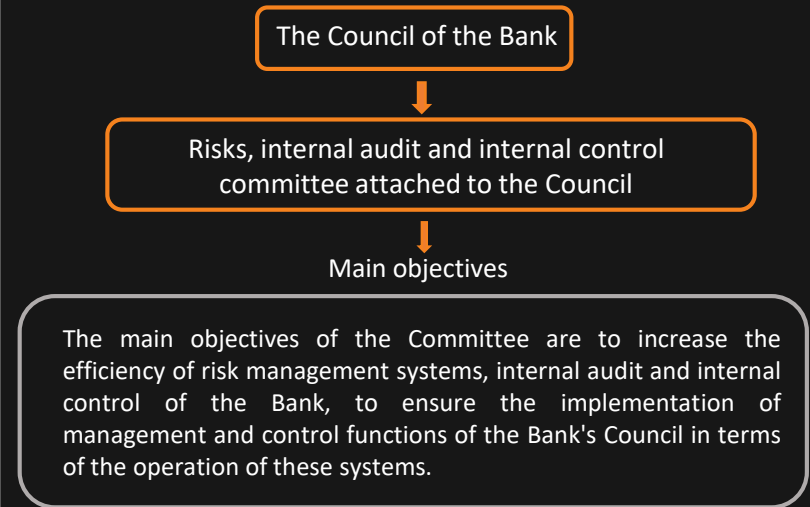 The Council of the Bank
Risks, internal audit and internal control
committee attached to the Council
Main objectives
The main objectives of the Committee are to increase the
efficiency of risk management systems, internal audit and internal
control of the Bank, to ensure the implementation of
management and control functions of the Bank's Council in terms
of the operation of these systems.